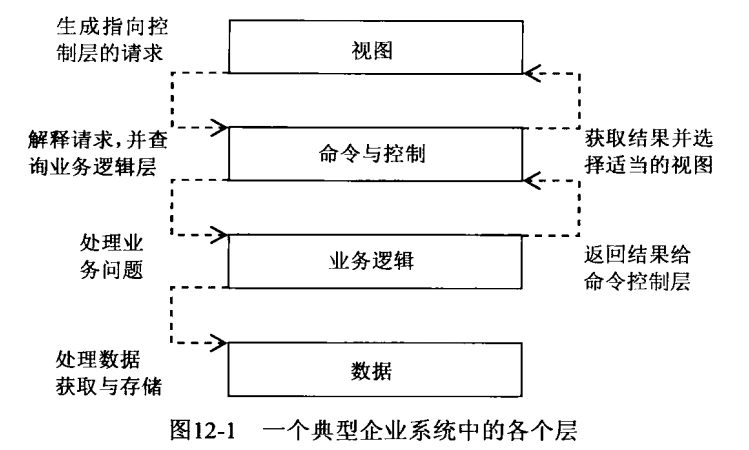 生成指向控
制层的请求
视图
解释请求,并查
询业务逻辑层
命令与控制
获取结果并选
择适当的视图
处理业
务问题
业务逻辑
返回结果给
命令控制层
处理数据
获取与存储
数据
图12-1 一个典型企业系统中的各个层